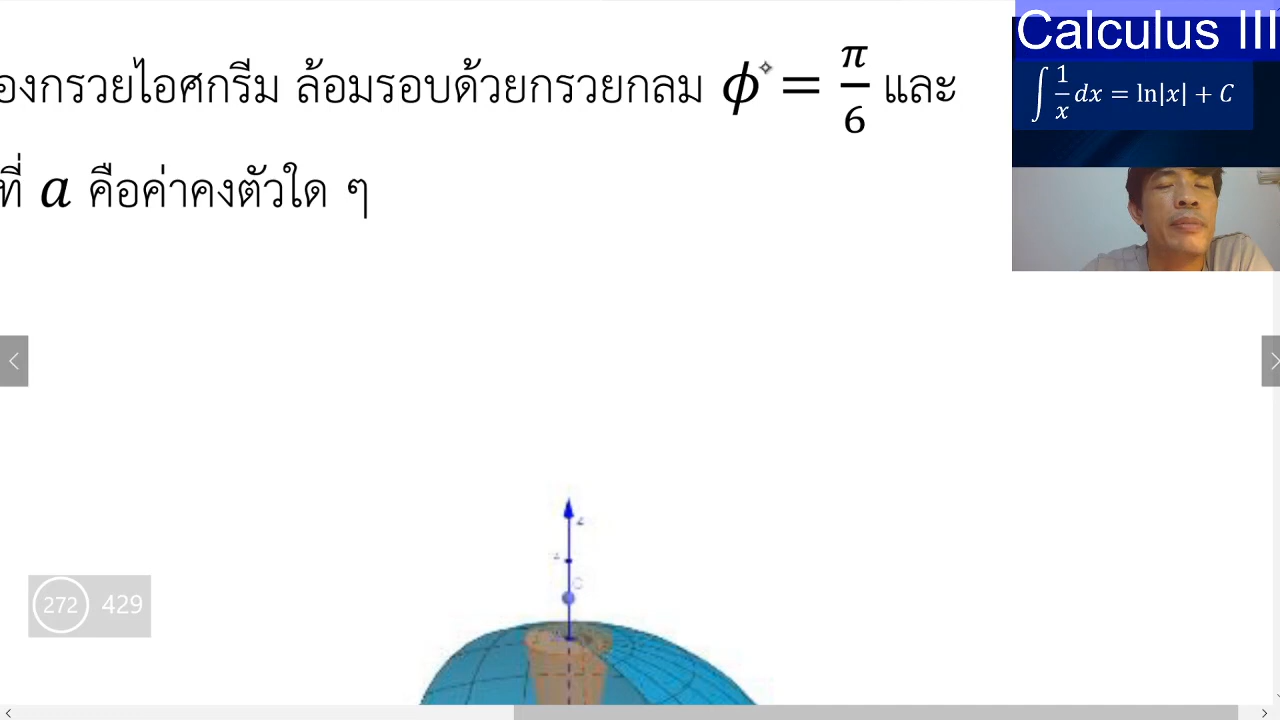 องกรวยไอศกรีม ล้อมรอบด้วยกรวยกลม ϕ = π/6 และ
ที่ a คือค่าคงตัวใด ๆ
Calculus III
∫ 1/x dx = ln|x| + C
z
C
272 429